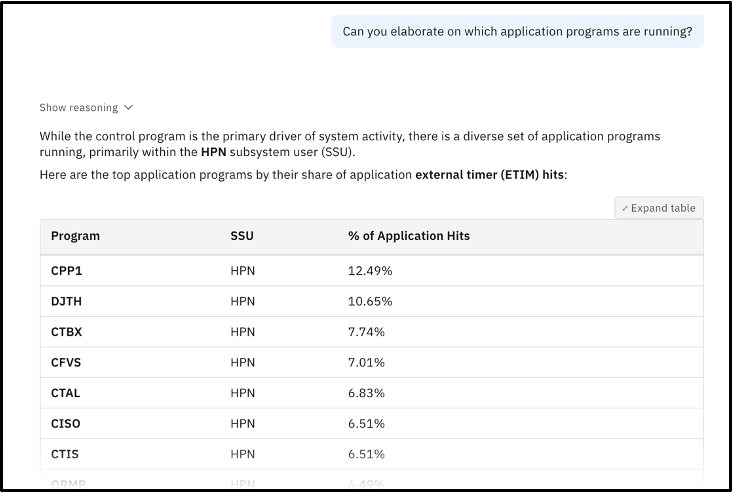 Can you elaborate on which application programs are running?
Show reasoning
While the control program is the primary driver of system activity, there is a diverse set of application programs
running, primarily within the HPN subsystem user (SSU).
Here are the top application programs by their share of application external timer (ETIM) hits:
Expand table
Program SSU % of Application Hits
CPP1 HPN 12.49%
DJTH HPN 10.65%
CTBX HPN 7.74%
CFVS HPN 7.01%
CTAL HPN 6.83%
CISO HPN 6.51%
CTIS HPN 6.51%
HPN 6.49%